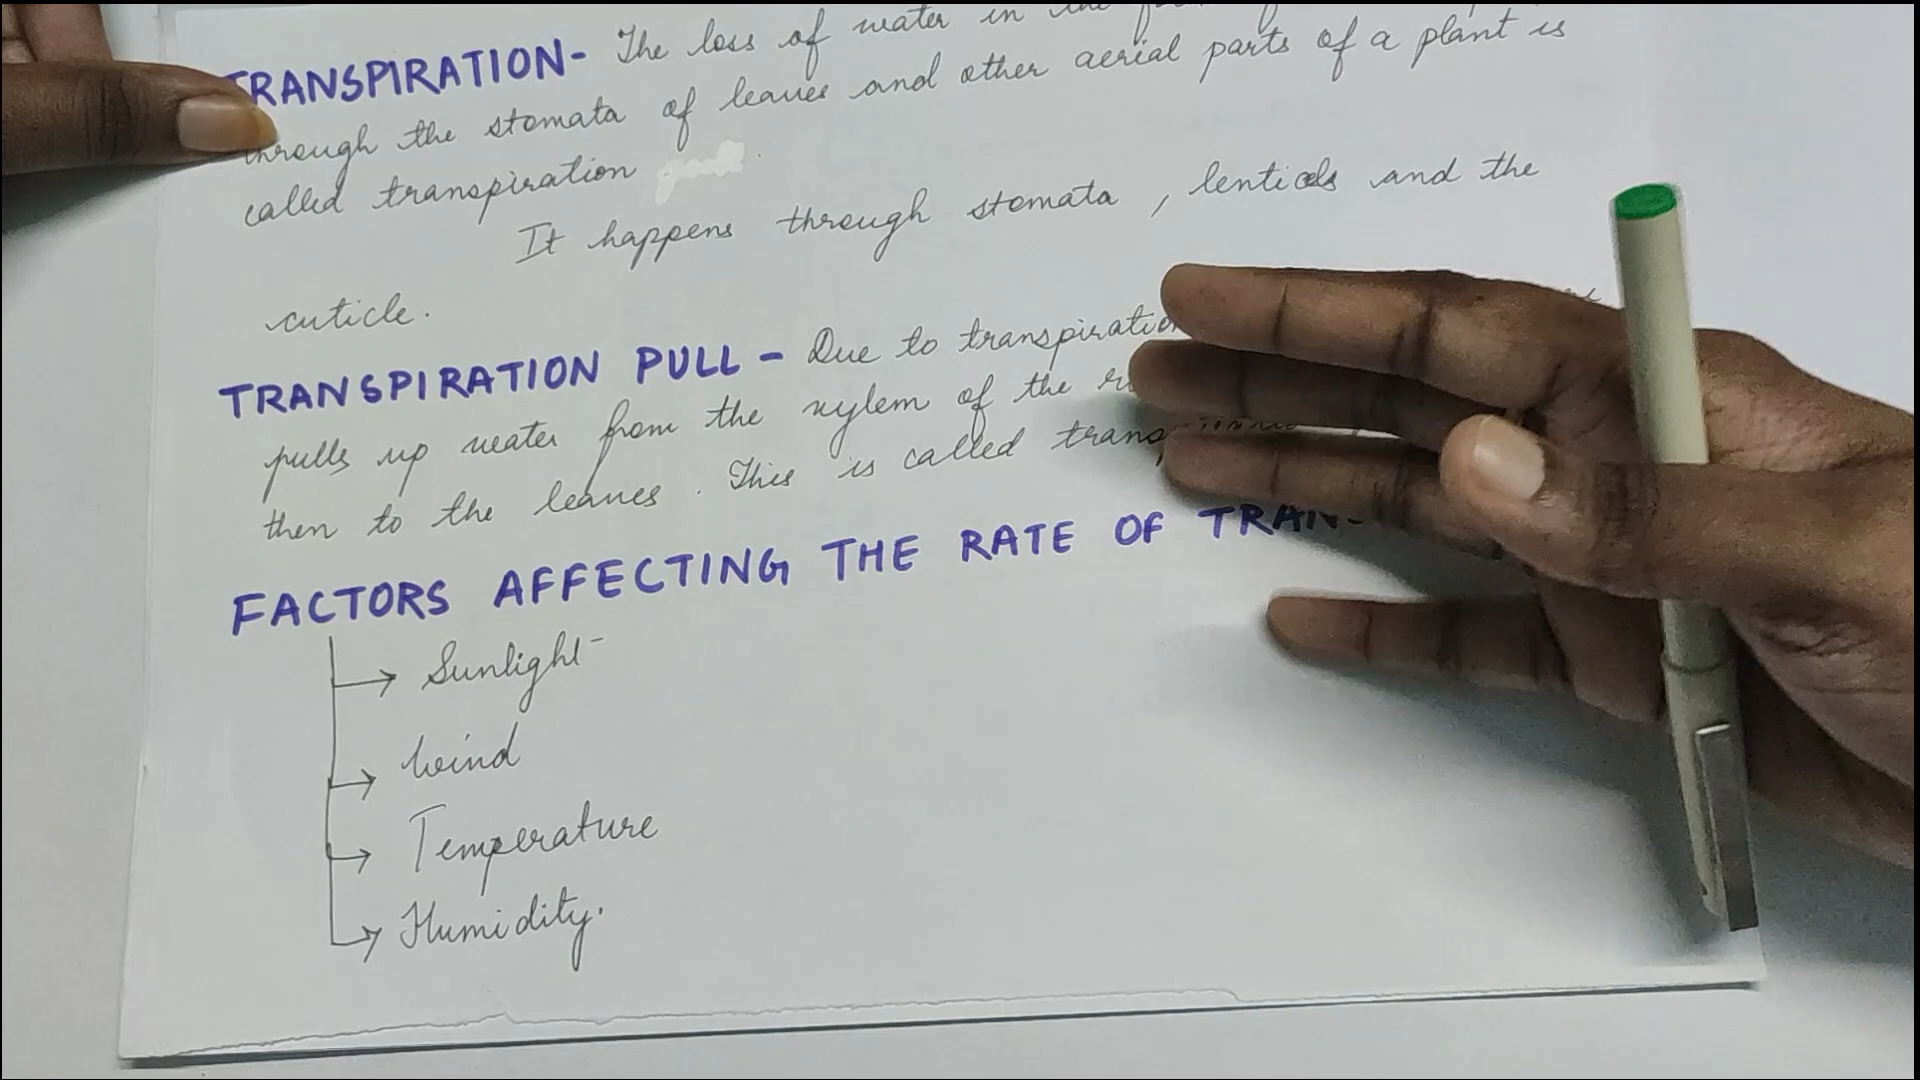 TRANSPIRATION- The loss of water in the
through the stomata of leaves and other aerial parts of a plant is
called transpiration
It happens through stomata, lenticels and the
cuticle.
TRANSPIRATION PULL - Due to transpiration
pulls up water from the xylem of the
then to the leaves. This is called
FACTORS AFFECTING THE RATE OF
Sunlight-
Wind
Temperature
Humidity.